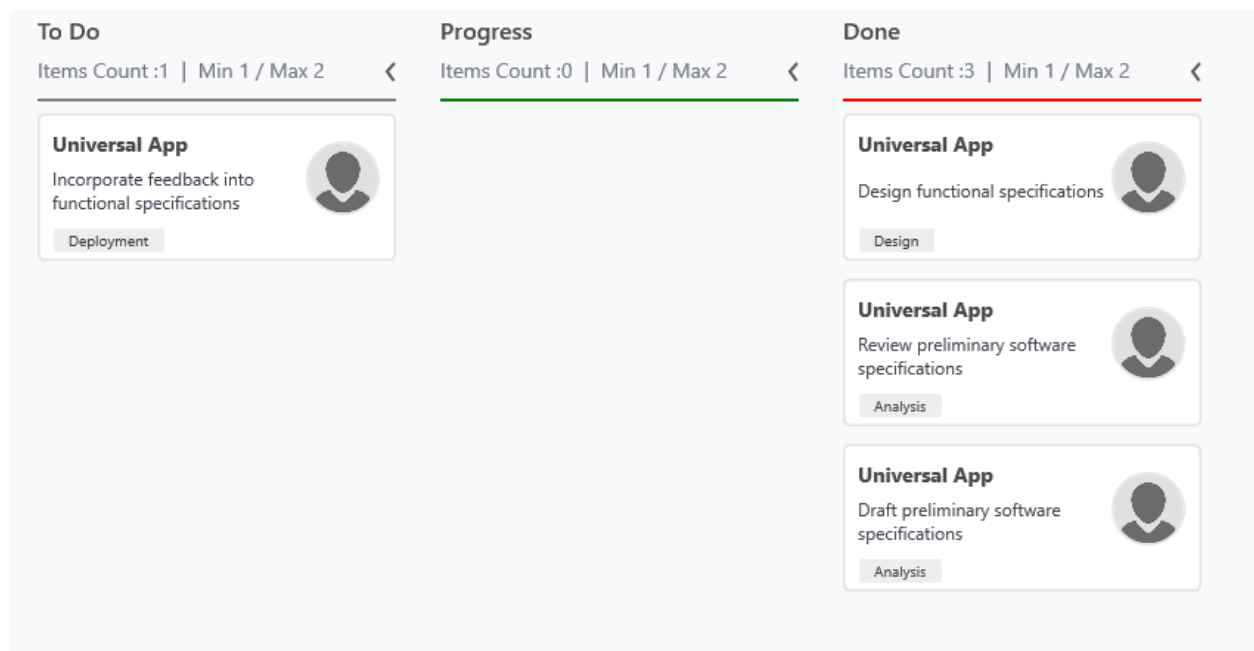 To Do
Items Count :1 | Min 1 / Max 2
Universal App
Incorporate feedback into
functional specifications
Deployment
Progress
Items Count :0 | Min 1 / Max 2
Done
Items Count :3 | Min 1 / Max 2
Universal App
Design functional specifications
Design
Universal App
Review preliminary software
specifications
Analysis
Universal App
Draft preliminary software
specifications
Analysis